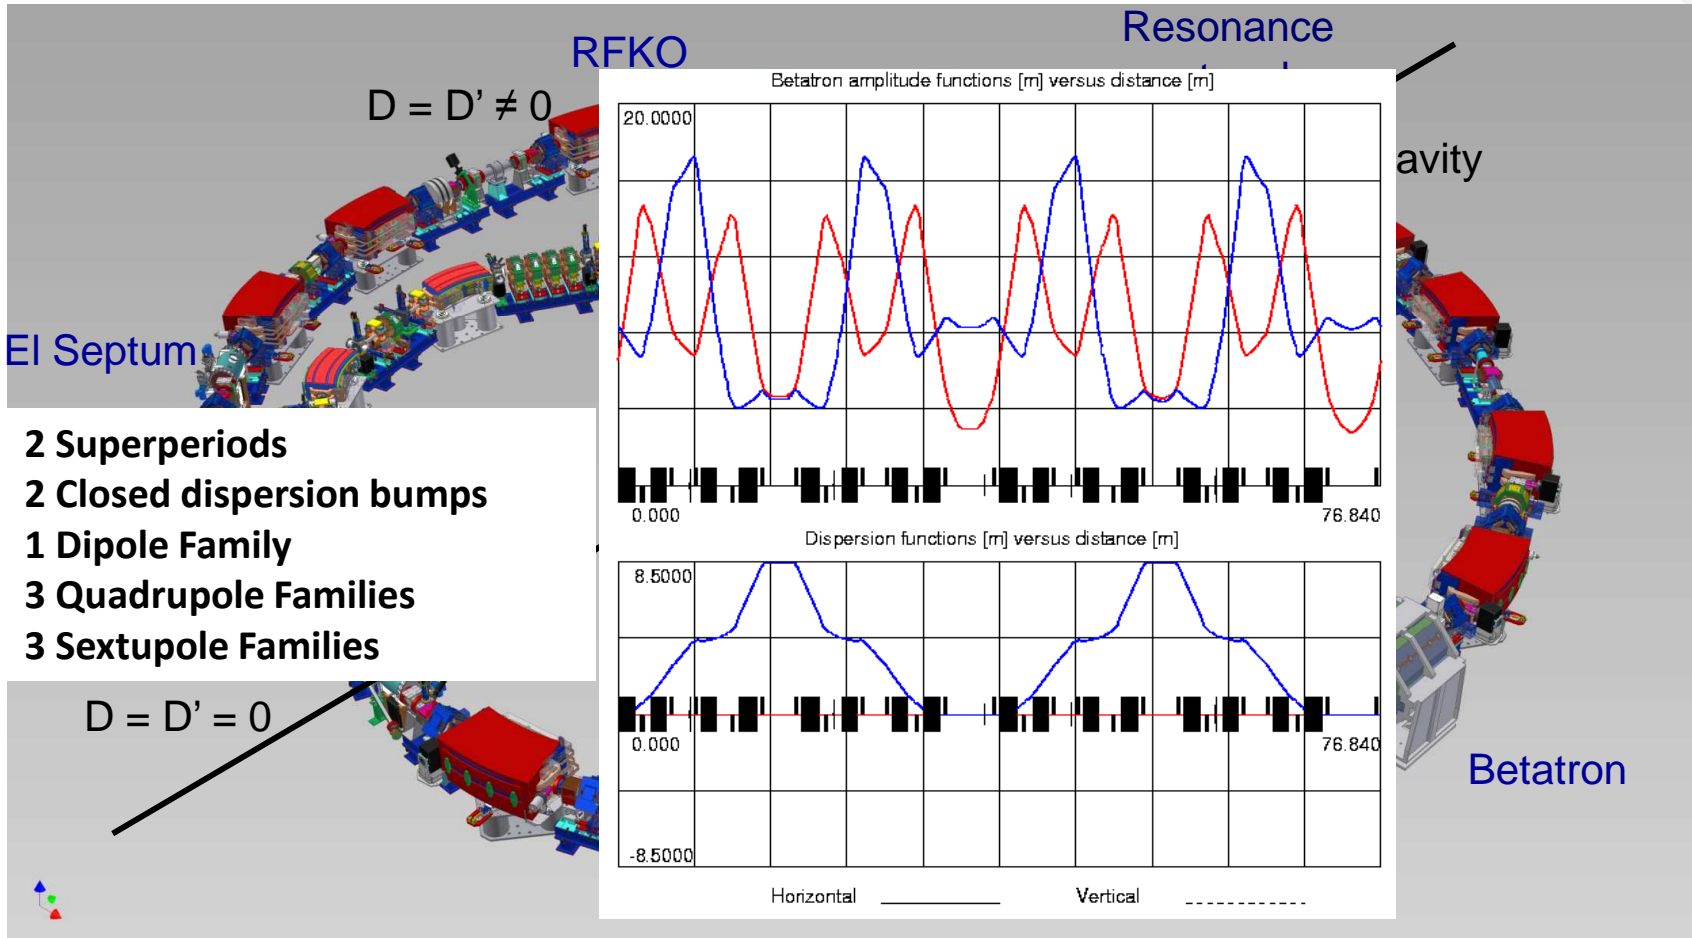 Resonance
RFKO
D = D’ ≠ 0
Betatron amplitude functions [m] versus distance [m]
20.0000
avity
El Septum
2 Superperiods
2 Closed dispersion bumps
1 Dipole Family
3 Quadrupole Families
3 Sextupole Families
0.000
76.840
Dispersion functions [m] versus distance [m]
8.5000
D = D’ = 0
0.000
76.840
Betatron
-8.5000
Horizontal
Vertical